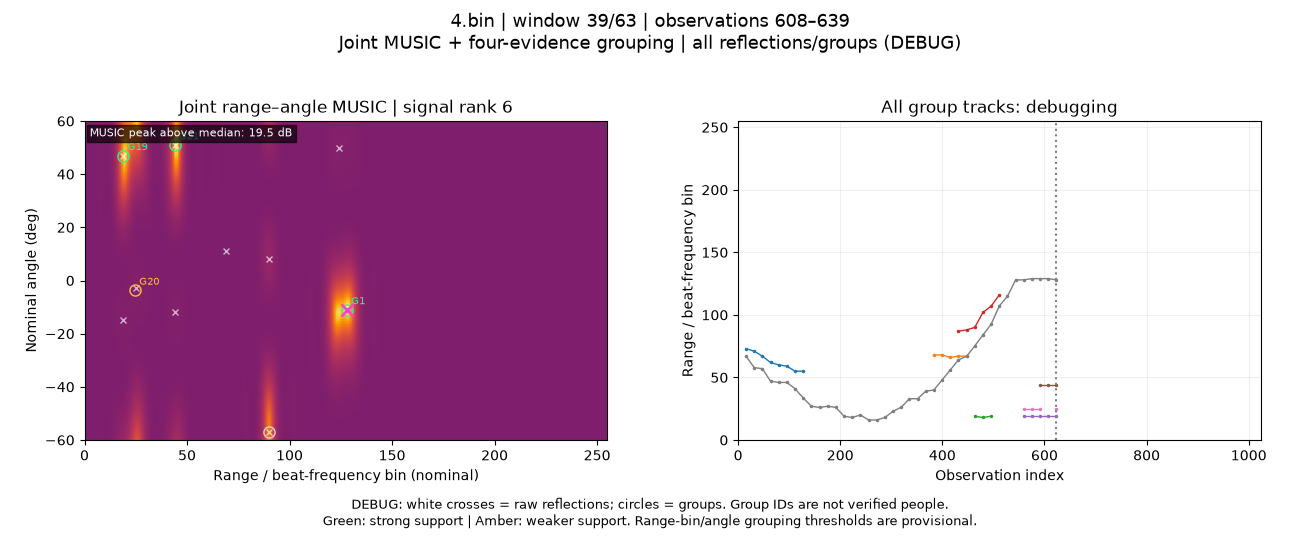 4.bin | window 39/63 | observations 608–639
Joint MUSIC + four-evidence grouping | all reflections/groups (DEBUG)
Joint range–angle MUSIC | signal rank 6
MUSIC peak above median: 19.5 dB
G19
G20
G1
60
40
20
0
−20
−40
−60
Nominal angle (deg)
0
50
100
150
200
250
Range / beat-frequency bin (nominal)
All group tracks: debugging
250
200
150
100
50
0
Range / beat-frequency bin
0
200
400
600
800
1000
Observation index
DEBUG: white crosses = raw reflections; circles = groups. Group IDs are not verified people.
Green: strong support | Amber: weaker support. Range-bin/angle grouping thresholds are provisional.